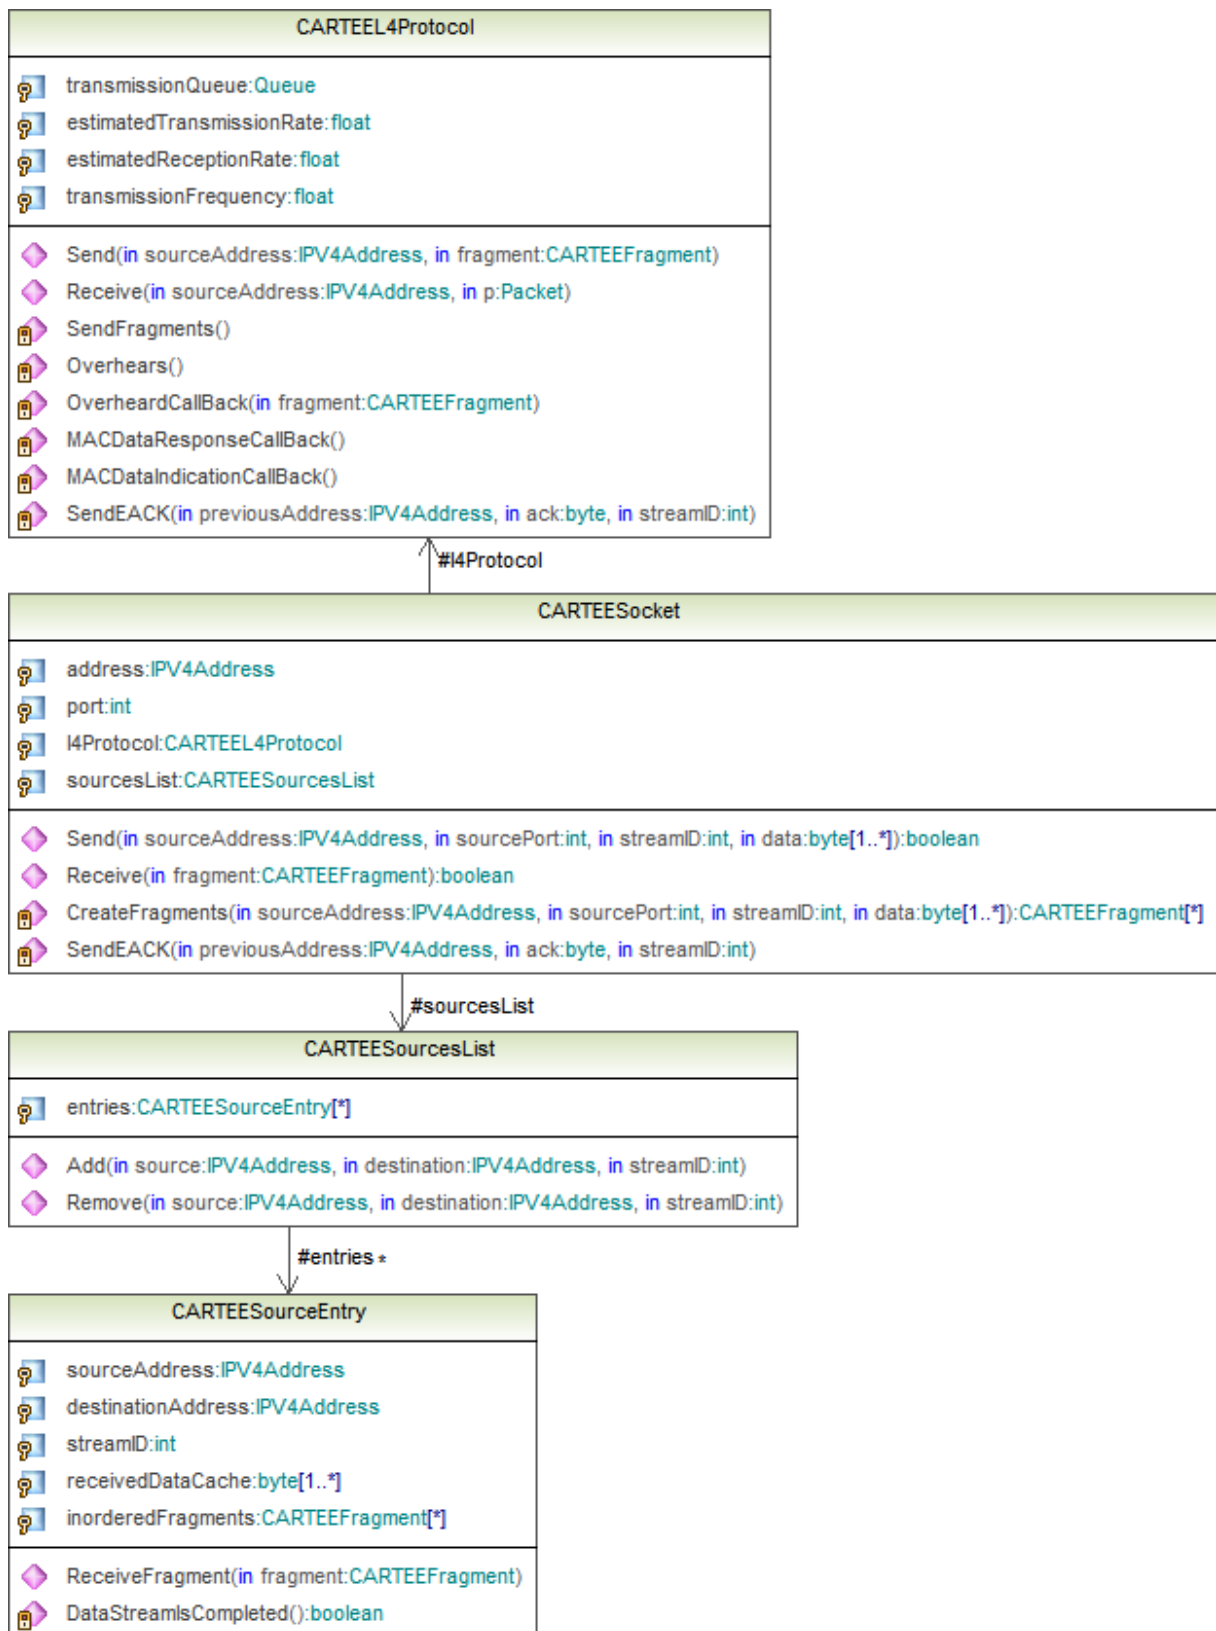 CARTEEL4Protocol
transmissionQueue:Queue
estimatedTransmissionRate:float
estimatedReceptionRate:float
transmissionFrequency:float
Send(in sourceAddress:IPV4Address, in fragment:CARTEEFragment)
Receive(in sourceAddress:IPV4Address, in p:Packet)
SendFragments()
Overhears()
OverheardCallBack(in fragment:CARTEEFragment)
MACDataResponseCallBack()
MACDataIndicationCallBack()
SendEACK(in previousAddress:IPV4Address, in ack:byte, in streamID:int)
#l4Protocol
CARTEESocket
address:IPV4Address
port:int
l4Protocol:CARTEEL4Protocol
sourcesList:CARTEESourcesList
Send(in sourceAddress:IPV4Address, in sourcePort:int, in streamID:int, in data:byte[1..*]):boolean
Receive(in fragment:CARTEEFragment):boolean
CreateFragments(in sourceAddress:IPV4Address, in sourcePort:int, in streamID:int, in data:byte[1..*]):CARTEEFragment[*]
SendEACK(in previousAddress:IPV4Address, in ack:byte, in streamID:int)
#sourcesList
CARTEESourcesList
entries:CARTEESourceEntry[*]
Add(in source:IPV4Address, in destination:IPV4Address, in streamID:int)
Remove(in source:IPV4Address, in destination:IPV4Address, in streamID:int)
#entries *
CARTEESourceEntry
sourceAddress:IPV4Address
destinationAddress:IPV4Address
streamID:int
receivedDataCache:byte[1..*]
inorderedFragments:CARTEEFragment[*]
ReceiveFragment(in fragment:CARTEEFragment)
DataStreamIsCompleted():boolean